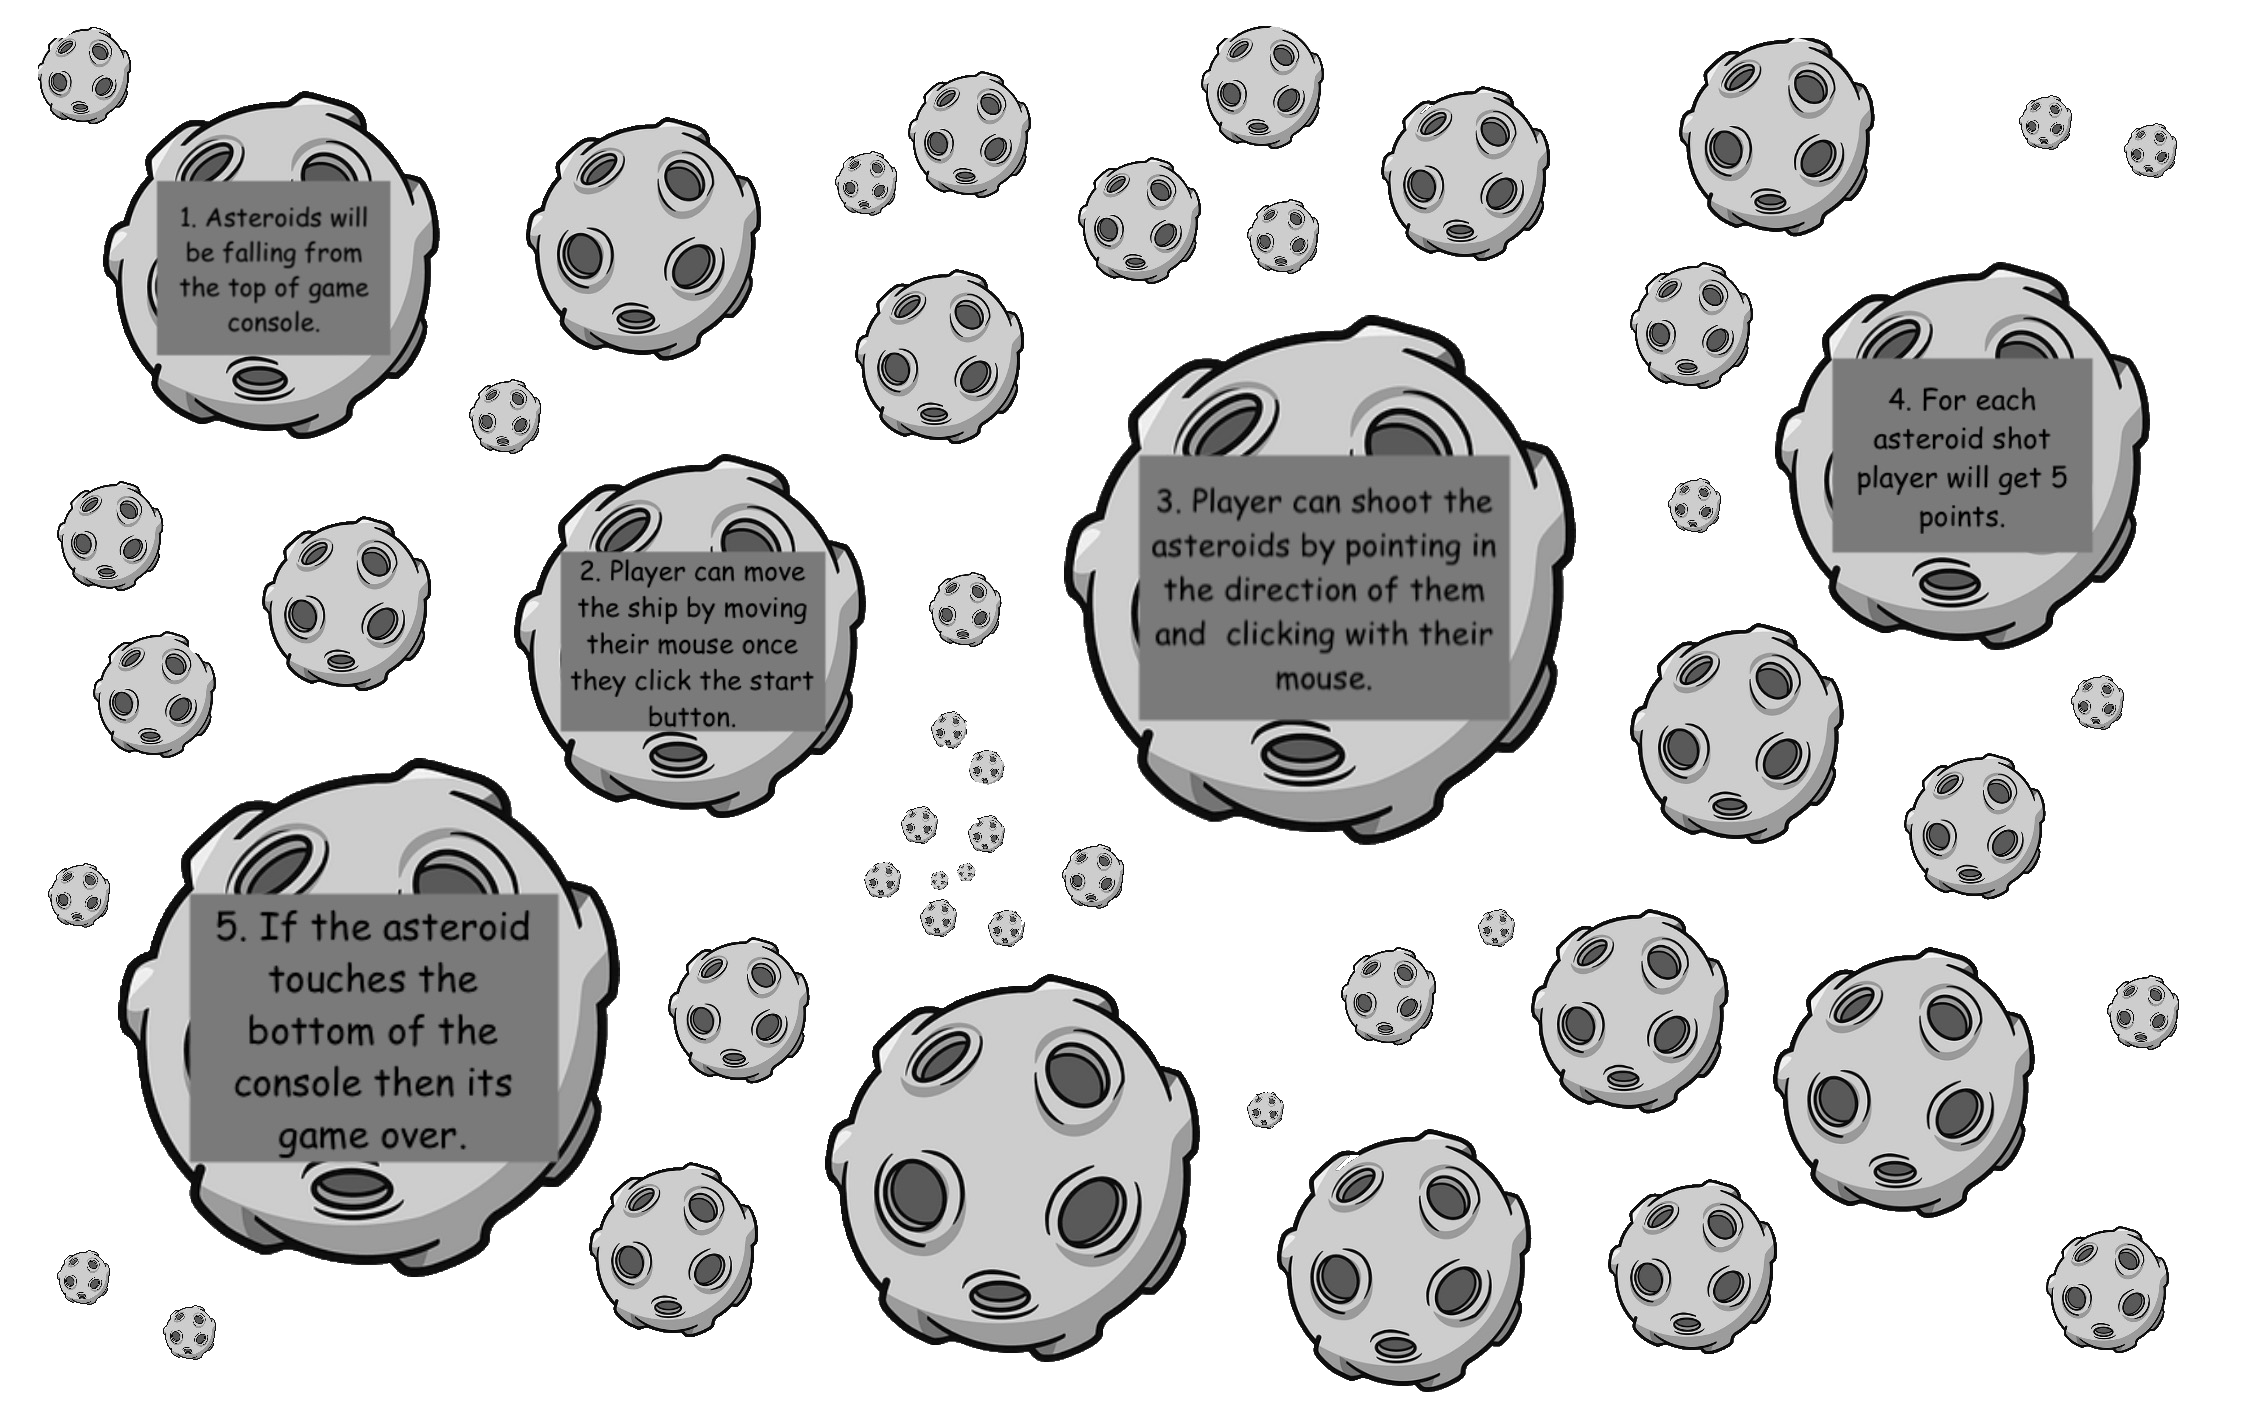 1. Asteroids will
be falling from
the top of game
console.
2. Player can move
the ship by moving
their mouse once
they click the start
button.
3. Player can shoot the
asteroids by pointing in
the direction of them
and  clicking with their
mouse.
4. For each
asteroid shot
player will get 5
points.
5. If the asteroid
touches the
bottom of the
console then its
game over.